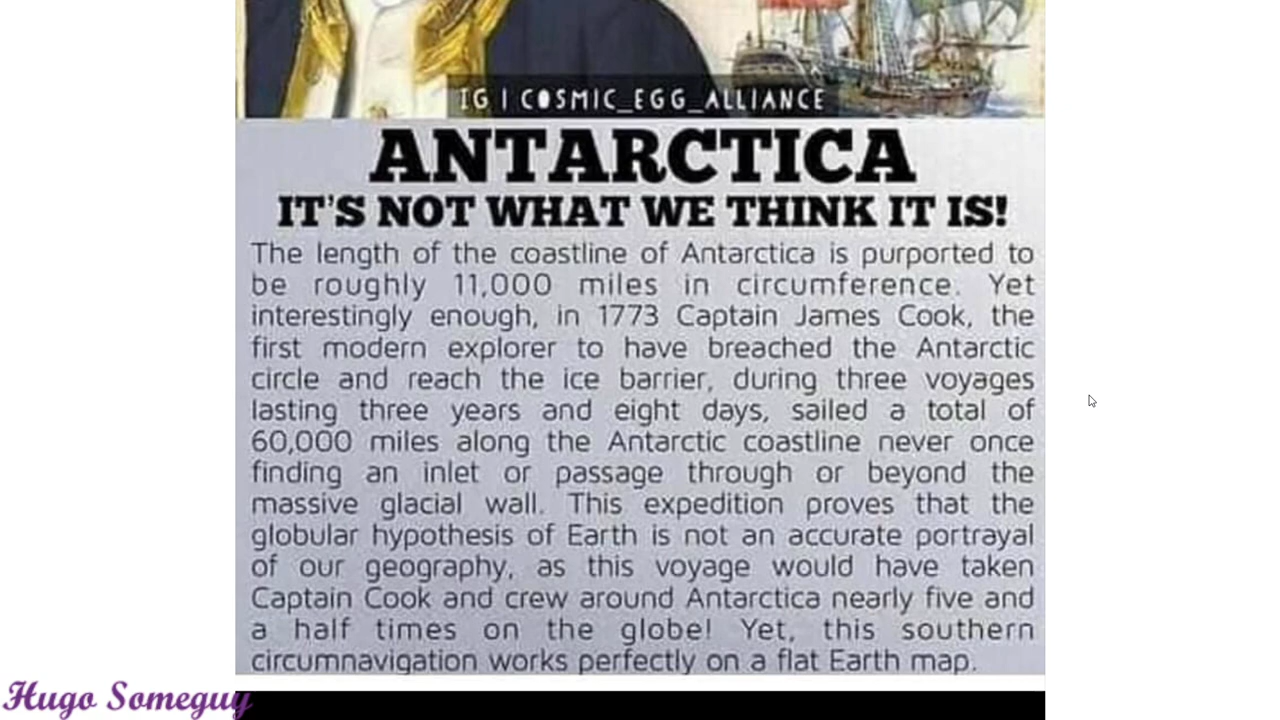 IG | COSMIC_EGG_ALLIANCE
ANTARCTICA
IT'S NOT WHAT WE THINK IT IS!
The length of the coastline of Antarctica is purported to
be roughly 11,000 miles in circumference. Yet
interestingly enough, in 1773 Captain James Cook, the
first modern explorer to have breached the Antarctic
circle and reach the ice barrier, during three voyages
lasting three years and eight days, sailed a total of
60,000 miles along the Antarctic coastline never once
finding an inlet or passage through or beyond the
massive glacial wall. This expedition proves that the
globular hypothesis of Earth is not an accurate portrayal
of our geography, as this voyage would have taken
Captain Cook and crew around Antarctica nearly five and
a half times on the globe! Yet, this southern
circumnavigation works perfectly on a flat Earth map.
Hugo Someguy